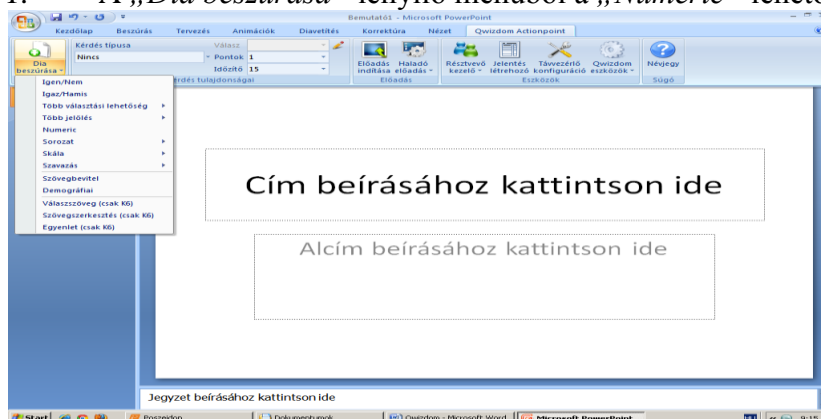 1. A „Dia beszúrása" lenyíló menüből a „Numeric" lehető
Bemutató1 - Microsoft PowerPoint
Kezdőlap Beszúrás Tervezés Animációk Diavetítés Korrektúra Nézet Qwizdom Actionpoint
Dia beszúrása
Kérdés típusa
Nincs
Válasz
Pontok 1
Időzítő 15
Kérdés tulajdonságai
Előadás indítása
Haladó előadás
Előadás
Résztvevő kezelő
Jelentés létrehozó
Távvezérlő konfiguráció
Qwizdom eszközök
Eszközök
Névjegy
Súgó
Igen/Nem
Igaz/Hamis
Több választási lehetőség
Több jelölés
Numeric
Sorozat
Skála
Szavazás
Szövegbevitel
Demográfiai
Válaszszöveg (csak K6)
Szövegszerkesztés (csak K6)
Egyenlet (csak K6)
Cím beírásához kattintson ide
Alcím beírásához kattintson ide
Jegyzet beírásához kattintson ide
Start Poszeidon Dokumentumok Qwizdom - Microsoft Word Microsoft PowerPoint 9:15